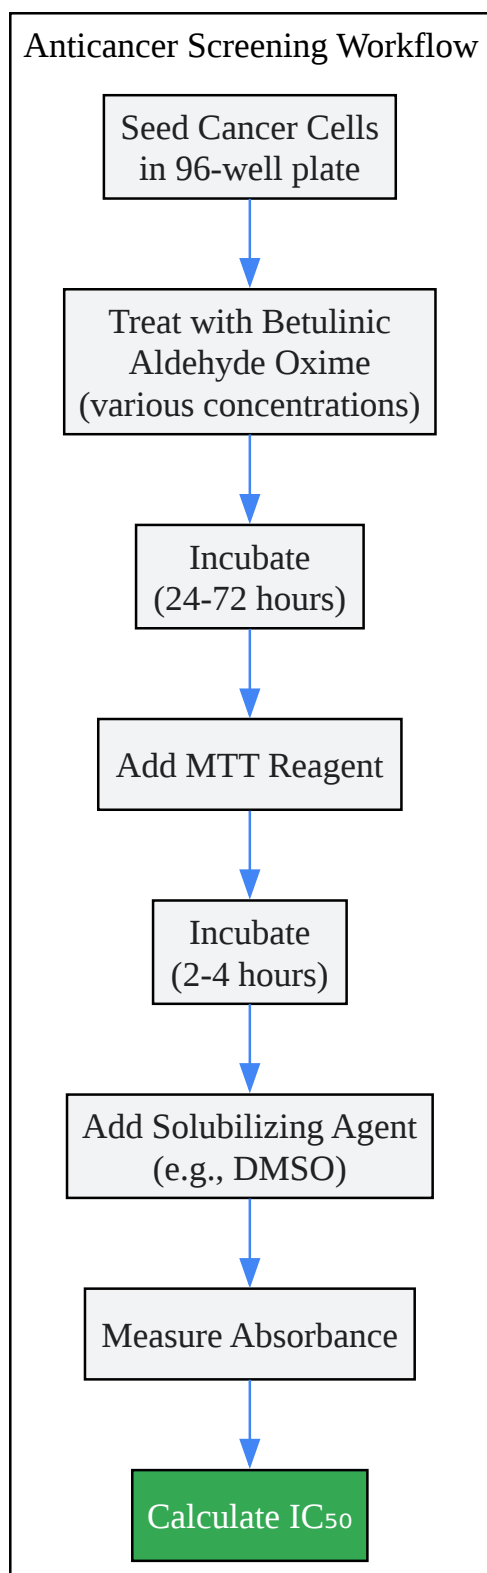 Anticancer Screening Workflow
Seed Cancer Cells
in 96-well plate
Treat with Betulinic
Aldehyde Oxime
(various concentrations)
Incubate
(24-72 hours)
Add MTT Reagent
Incubate
(2-4 hours)
Add Solubilizing Agent
(e.g., DMSO)
Measure Absorbance
Calculate IC₅₀